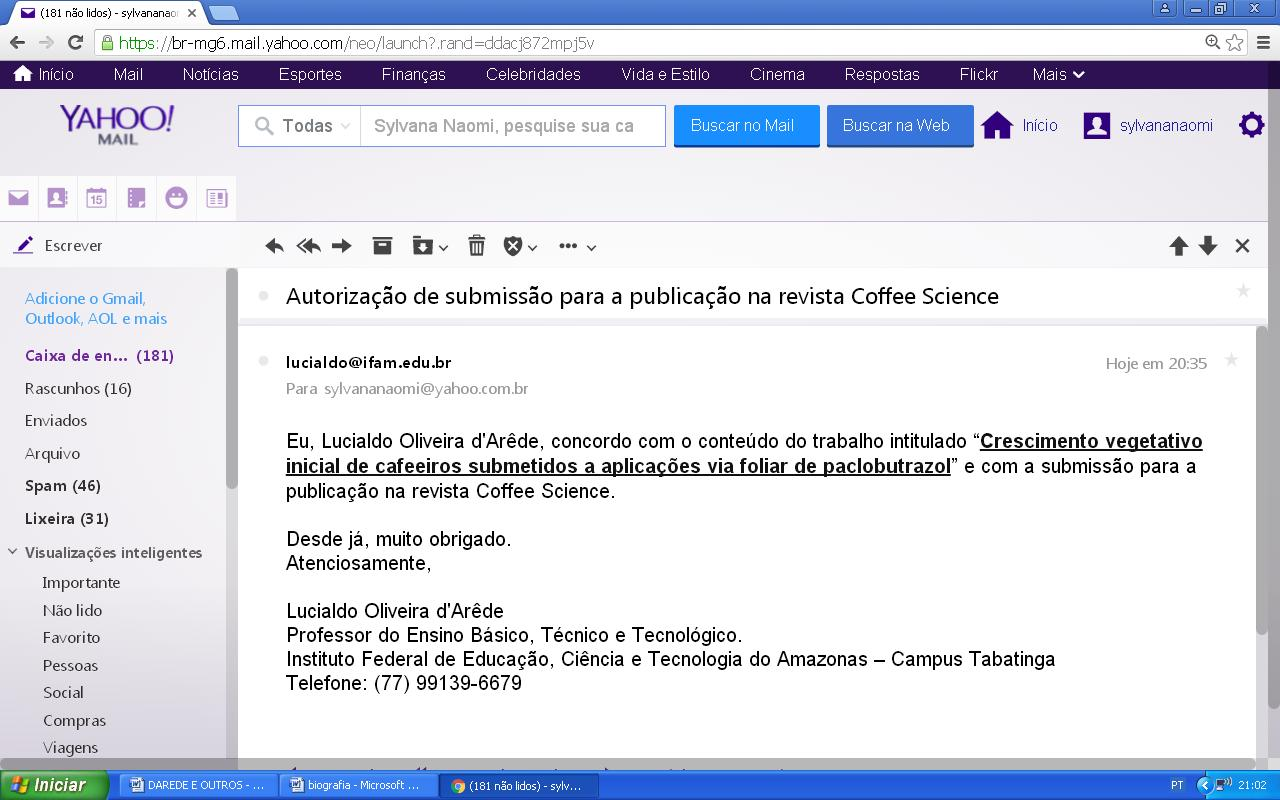 (181 não lidos) - sylvananaor
https://br-mg6.mail.yahoo.com/neo/launch?.rand=ddacj872mpj5v
Início Mail Notícias Esportes Finanças Celebridades Vida e Estilo Cinema Respostas Flickr Mais
YAHOO!
MAIL
Todas Sylvana Naomi, pesquise sua ca Buscar no Mail Buscar na Web Início sylvananaomi
15
Escrever
Adicione o Gmail,
Outlook, AOL e mais
Caixa de en... (181)
Rascunhos (16)
Enviados
Arquivo
Spam (46)
Lixeira (31)
Visualizações inteligentes
Importante
Não lido
Favorito
Pessoas
Social
Compras
Viagens
Autorização de submissão para a publicação na revista Coffee Science
lucialdo@ifam.edu.br Hoje em 20:35
Para sylvananaomi@yahoo.com.br
Eu, Lucialdo Oliveira d'Arêde, concordo com o conteúdo do trabalho intitulado “Crescimento vegetativo
inicial de cafeeiros submetidos a aplicações via foliar de paclobutrazol” e com a submissão para a
publicação na revista Coffee Science.
Desde já, muito obrigado.
Atenciosamente,
Lucialdo Oliveira d'Arêde
Professor do Ensino Básico, Técnico e Tecnológico.
Instituto Federal de Educação, Ciência e Tecnologia do Amazonas – Campus Tabatinga
Telefone: (77) 99139-6679
Iniciar DAREDE E OUTROS - ... biografia - Microsoft ... (181 não lidos) - sylv... PT 21:02